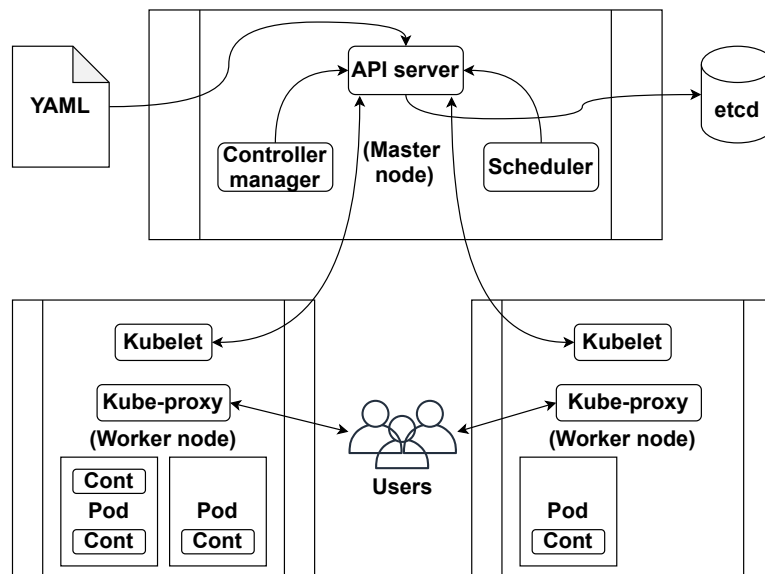 API server
YAML
etcd
Controller
manager
(Master
node)
Scheduler
Kubelet
Kubelet
Kube-proxy
Kube-proxy
(Worker node)
(Worker node)
Users
Cont
Pod
Cont
Pod
Cont
Pod
Cont